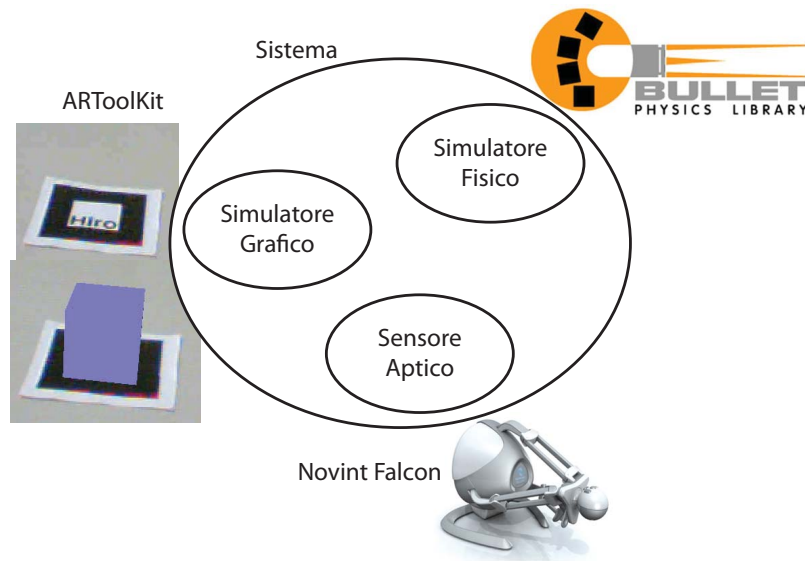 Sistema
BULLET
PHYSICS LIBRARY
ARToolKit
Hiro
Simulatore
Fisico
Simulatore
Grafico
Sensore
Aptico
Novint Falcon